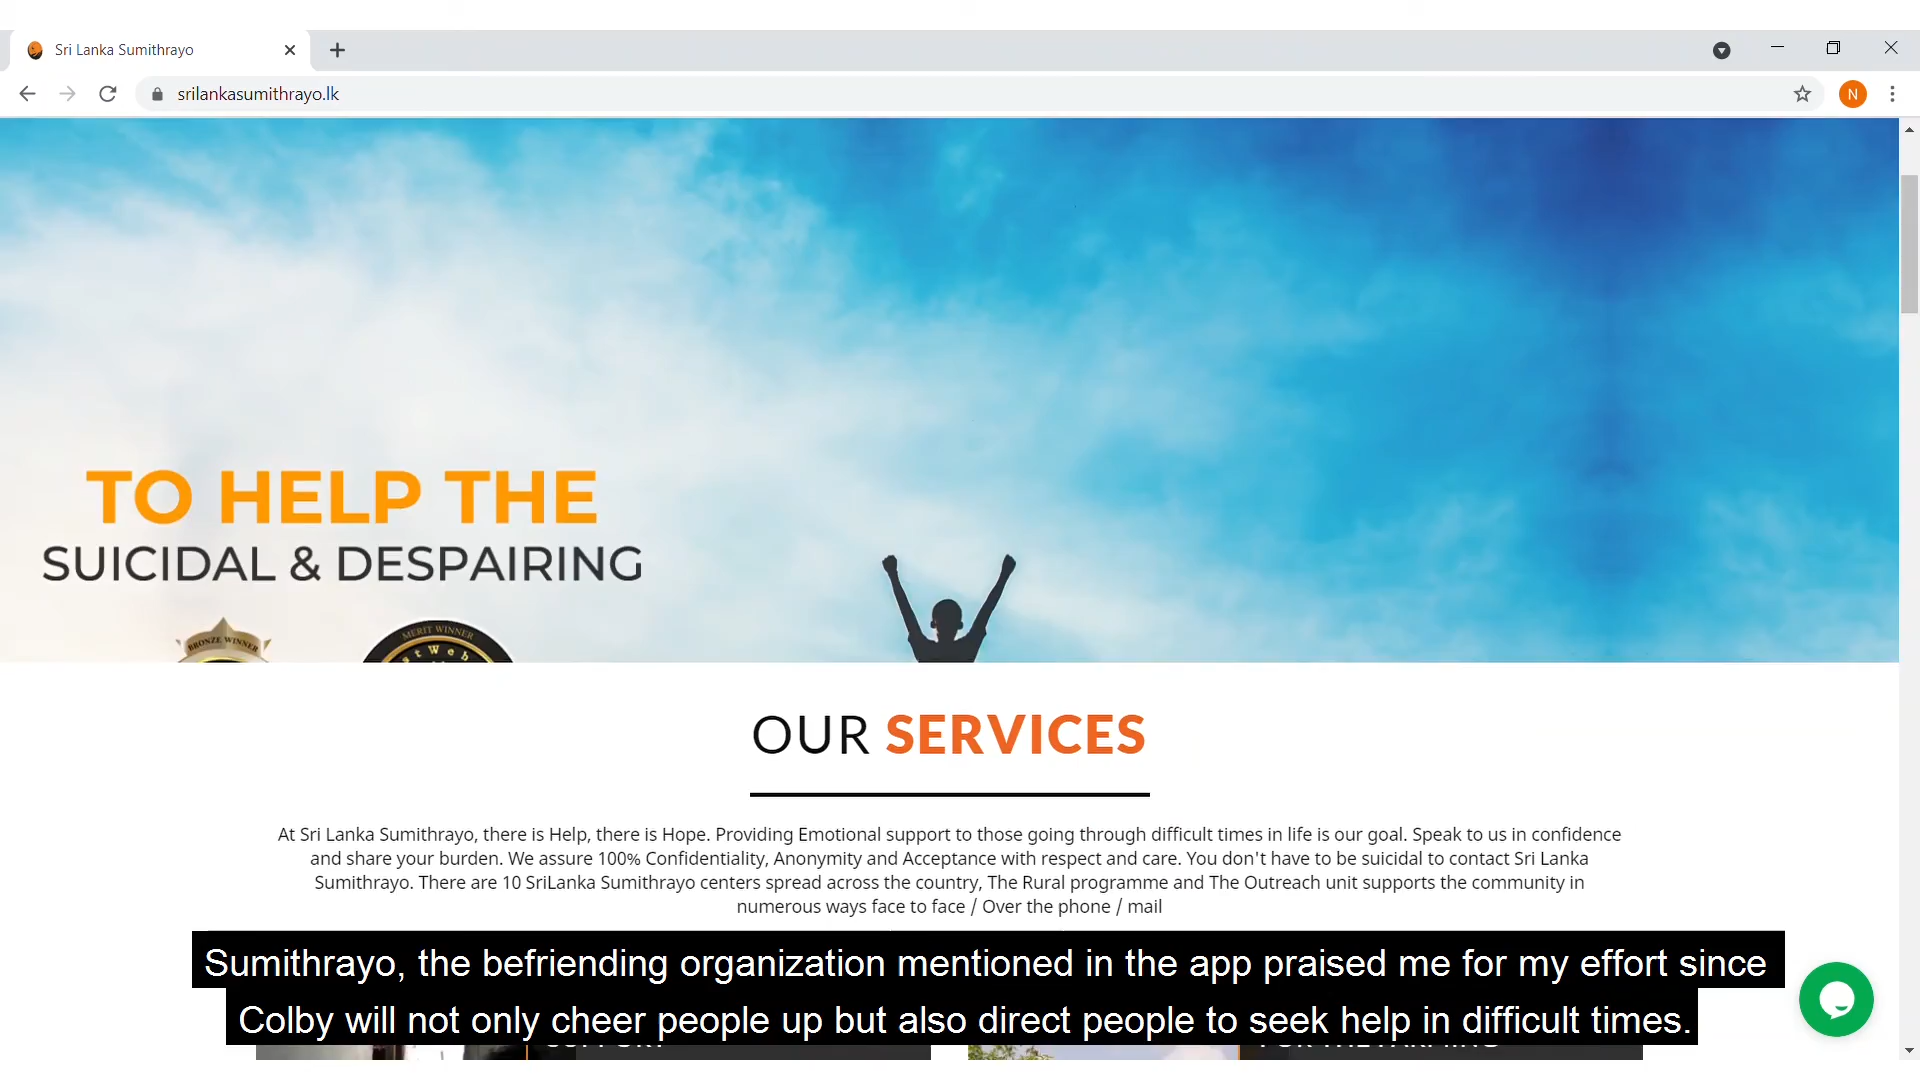 Sri Lanka Sumithrayo
srilankasumithrayo.lk
N
TO HELP THE
SUICIDAL & DESPAIRING
BRONZE WINNER
MERIT WINNER
OUR SERVICES
At Sri Lanka Sumithrayo, there is Help, there is Hope. Providing Emotional support to those going through difficult times in life is our goal. Speak to us in confidence
and share your burden. We assure 100% Confidentiality, Anonymity and Acceptance with respect and care. You don't have to be suicidal to contact Sri Lanka
Sumithrayo. There are 10 SriLanka Sumithrayo centers spread across the country, The Rural programme and The Outreach unit supports the community in
numerous ways face to face / Over the phone / mail
Sumithrayo, the befriending organization mentioned in the app praised me for my effort since
Colby will not only cheer people up but also direct people to seek help in difficult times.